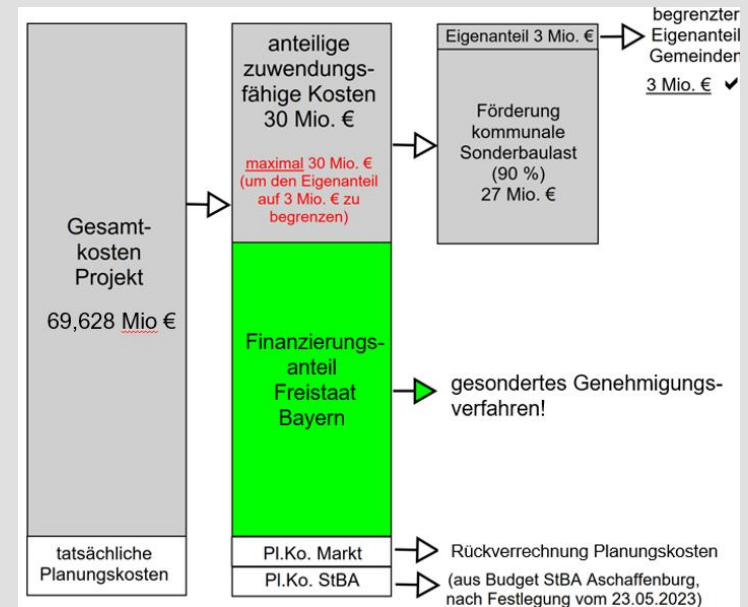 Gesamt-
kosten
Projekt
69,628 Mio €
tatsächliche
Planungskosten
anteilige
zuwendungs-
fähige Kosten
30 Mio. €
maximal 30 Mio. €
(um den Eigenanteil
auf 3 Mio. € zu
begrenzen)
Finanzierungs-
anteil
Freistaat
Bayern
Pl.Ko. Markt
Pl.Ko. StBA
Eigenanteil 3 Mio. €
Förderung
kommunale
Sonderbaulast
(90 %)
27 Mio. €
begrenzter
Eigenanteil
Gemeinden
3 Mio. € ✔
gesondertes Genehmigungs-
verfahren!
Rückverrechnung Planungskosten
(aus Budget StBA Aschaffenburg,
nach Festlegung vom 23.05.2023)